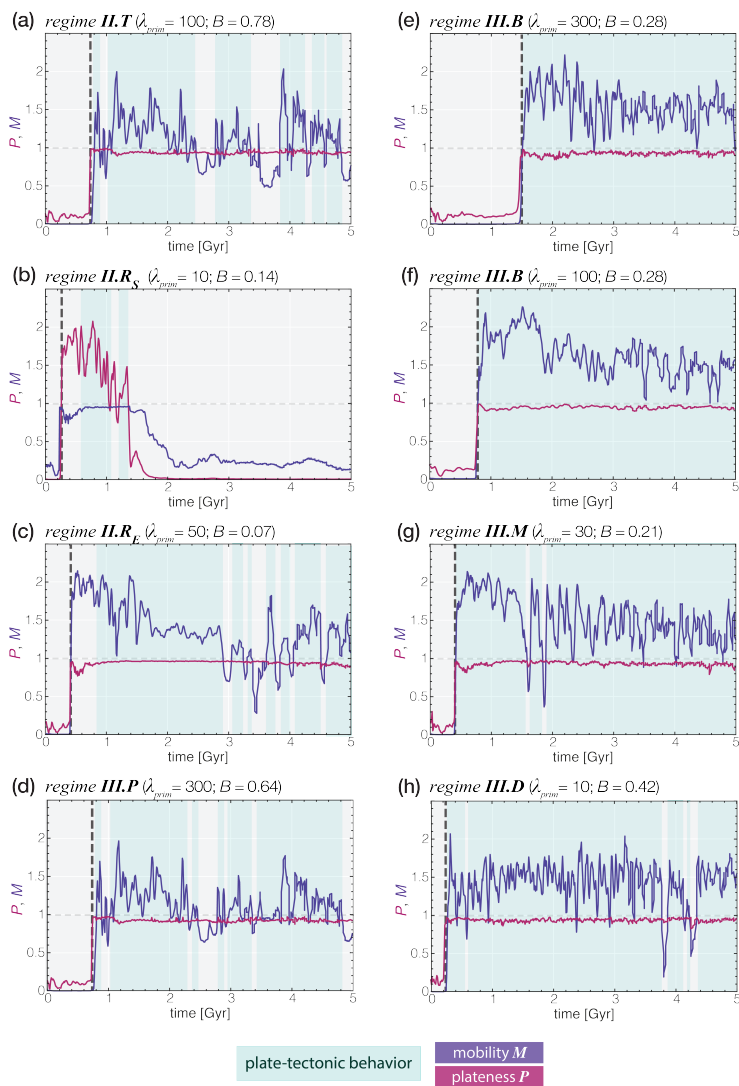 (a) regime II.T (λprim = 100; B = 0.78)
P, M
2
1.5
1
0.5
0
0 1 2 3 4 5
time [Gyr]
(b) regime II.RS (λprim = 10; B = 0.14)
P, M
2
1.5
1
0.5
0
0 1 2 3 4 5
time [Gyr]
(c) regime II.RE (λprim = 50; B = 0.07)
P, M
2
1.5
1
0.5
0
0 1 2 3 4 5
time [Gyr]
(d) regime III.P (λprim = 300; B = 0.64)
P, M
2
1.5
1
0.5
0
0 1 2 3 4 5
time [Gyr]
(e) regime III.B (λprim = 300; B = 0.28)
P, M
2
1.5
1
0.5
0
0 1 2 3 4 5
time [Gyr]
(f) regime III.B (λprim = 100; B = 0.28)
P, M
2
1.5
1
0.5
0
0 1 2 3 4 5
time [Gyr]
(g) regime III.M (λprim = 30; B = 0.21)
P, M
2
1.5
1
0.5
0
0 1 2 3 4 5
time [Gyr]
(h) regime III.D (λprim = 10; B = 0.42)
P, M
2
1.5
1
0.5
0
0 1 2 3 4 5
time [Gyr]
plate-tectonic behavior
mobility M
plateness P